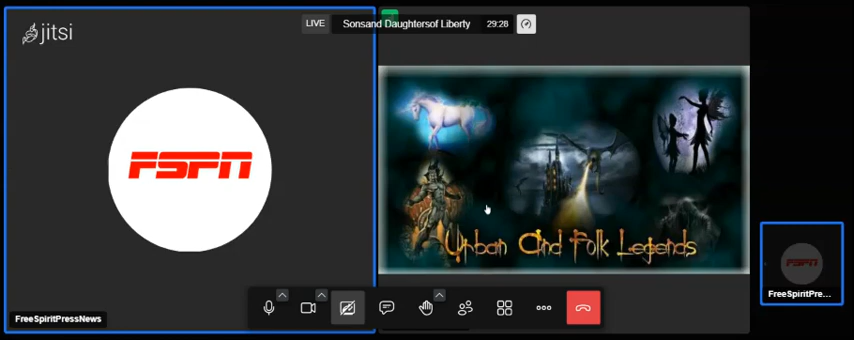 jitsi
LIVE Sonsand Daughtersof Liberty 29:28
FSPN
Urban And Folk Legends
FreeSpiritPressNews
FSPN
FreeSpiritPre...